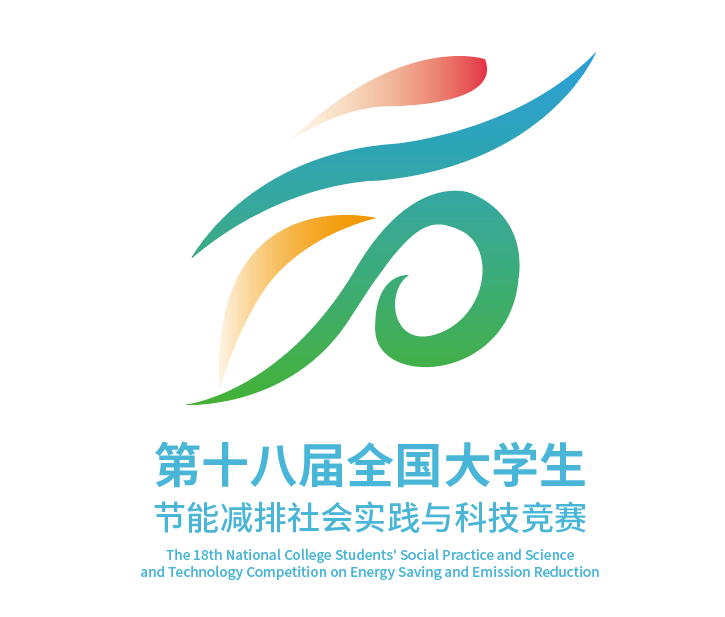 第十八届全国大学生
节能减排社会实践与科技竞赛
The 18th National College Students' Social Practice and Science
and Technology Competition on Energy Saving and Emission Reduction